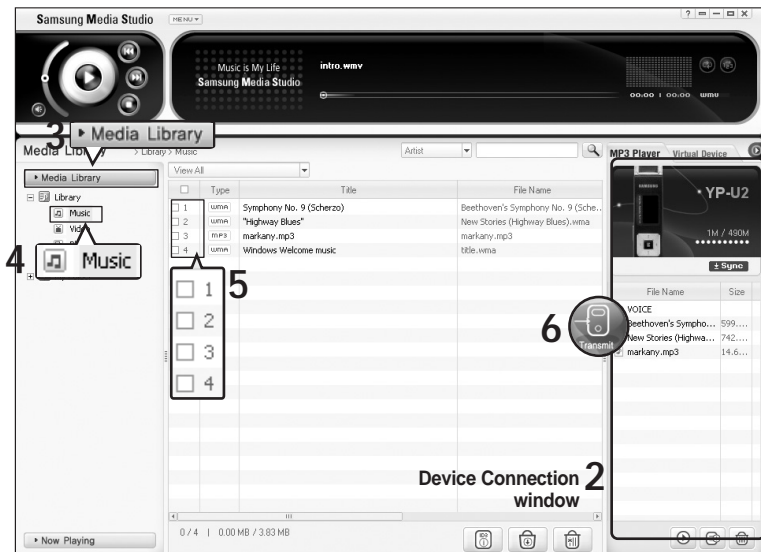 Samsung Media Studio
MENU
Music is My Life
Samsung Media Studio
intro.wmv
00:00 | 00:00 wmv
3
Media Library
Media Library > Library > Music
Artist
MP3 Player
Virtual Device
Media Library
View All
Library
Music
Type
Title
File Name
1 WMA Symphony No. 9 (Scherzo) Beethoven's Symphony No. 9 (Sche..
2 WMA "Highway Blues" New Stories (Highway Blues).wma
3 MP3 markany.mp3 markany.mp3
4 WMA Windows Welcome music title.wma
SAMSUNG
YP-U2
1M / 490M
Sync
4
Music
5
1
2
3
4
6
Transmit
File Name
Size
VOICE
Beethoven's Sympho... 599....
New Stories (Highwa... 742....
markany.mp3 14.6...
Device Connection
window
2
0 / 4 | 0.00 MB / 3.83 MB
Now Playing